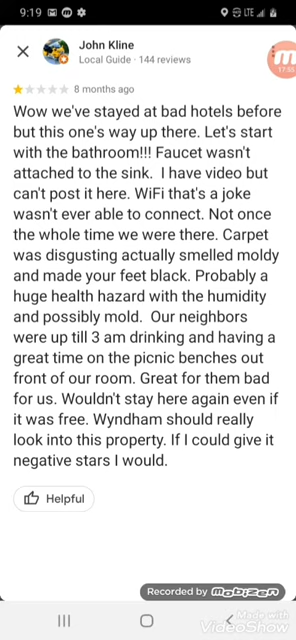 9:19
LTE
John Kline
Local Guide · 144 reviews
17:55
8 months ago
Wow we've stayed at bad hotels before
but this one's way up there. Let's start
with the bathroom!!! Faucet wasn't
attached to the sink.  I have video but
can't post it here. WiFi that's a joke
wasn't ever able to connect. Not once
the whole time we were there. Carpet
was disgusting actually smelled moldy
and made your feet black. Probably a
huge health hazard with the humidity
and possibly mold.  Our neighbors
were up till 3 am drinking and having a
great time on the picnic benches out
front of our room. Great for them bad
for us. Wouldn't stay here again even if
it was free. Wyndham should really
look into this property. If I could give it
negative stars I would.
Helpful
Recorded by mobizen
Made with
VideoShow